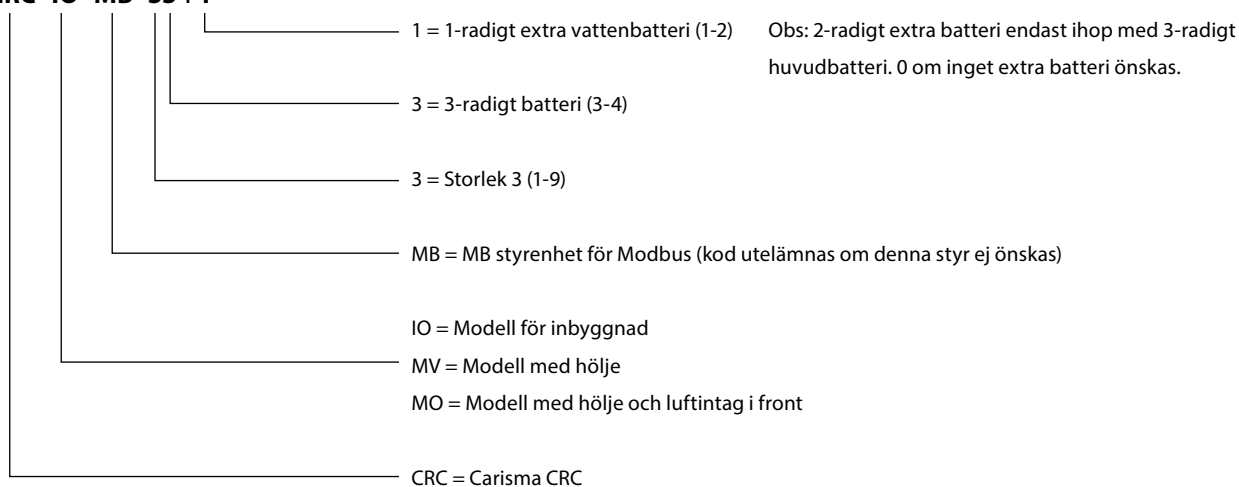 1 = 1-radigt extra vattenbatteri (1-2)
Obs: 2-radigt extra batteri endast ihop med 3-radigt
huvudbatteri. 0 om inget extra batteri önskas.
3 = 3-radigt batteri (3-4)
3 = Storlek 3 (1-9)
MB = MB styrenhet för Modbus (kod utelämnas om denna styr ej önskas)
IO = Modell för inbyggnad
MV = Modell med hölje
MO = Modell med hölje och luftintag i front
CRC = Carisma CRC